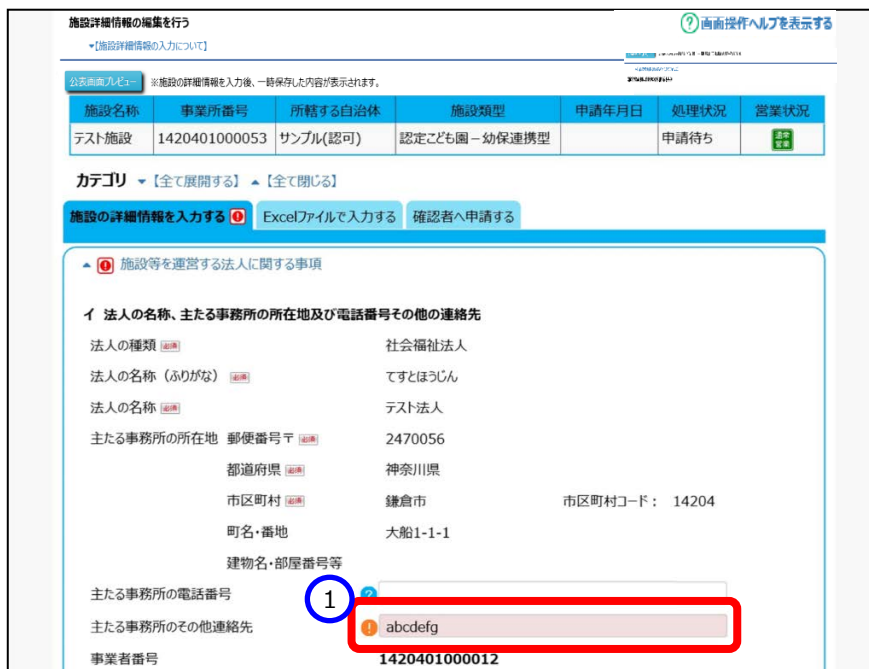 施設詳細情報の編集を行う
?画面操作ヘルプを表示する
▾【施設詳細情報の入力について】
公表画面プレビュー ※施設の詳細情報を入力後、一時保存した内容が表示されます。
施設名称 事業所番号 所轄する自治体 施設類型 申請年月日 処理状況 営業状況
テスト施設 1420401000053 サンプル(認可) 認定こども園－幼保連携型 申請待ち 通常営業
カテゴリ ▾【全て展開する】 ▴【全て閉じる】
施設の詳細情報を入力する ! Excelファイルで入力する 確認者へ申請する
▴ ! 施設等を運営する法人に関する事項
イ 法人の名称、主たる事務所の所在地及び電話番号その他の連絡先
法人の種類 必須 社会福祉法人
法人の名称（ふりがな） 必須 てすとほうじん
法人の名称 必須 テスト法人
主たる事務所の所在地 郵便番号〒 必須 2470056
都道府県 必須 神奈川県
市区町村 必須 鎌倉市 市区町村コード： 14204
町名・番地 大船1-1-1
建物名・部屋番号等
主たる事務所の電話番号 ?
1
主たる事務所のその他連絡先 ! abcdefg
事業者番号 1420401000012